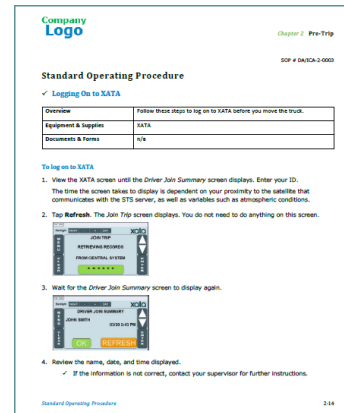 Company
Logo
Chapter 2 Pre-Trip
SOP # DA/ICA-2-0003
Standard Operating Procedure
✓ Logging On to XATA
Overview Follow these steps to log on to XATA before you move the truck.
Equipment & Supplies XATA
Documents & Forms n/a
To log on to XATA
1. View the XATA screen until the Driver Join Summary screen displays. Enter your ID.
The time the screen takes to display is dependent on your proximity to the satellite that
communicates with the STS server, as well as variables such as atmospheric conditions.
2. Tap Refresh. The Join Trip screen displays. You do not need to do anything on this screen.
xata
JOIN TRIP
RETRIEVING RECORDS
FROM CENTRAL SYSTEM
3. Wait for the Driver Join Summary screen to display again.
xata
DRIVER JOIN SUMMARY
JOHN SMITH
OK REFRESH
4. Review the name, date, and time displayed.
✓ If the information is not correct, contact your supervisor for further instructions.
Standard Operating Procedure 2-14